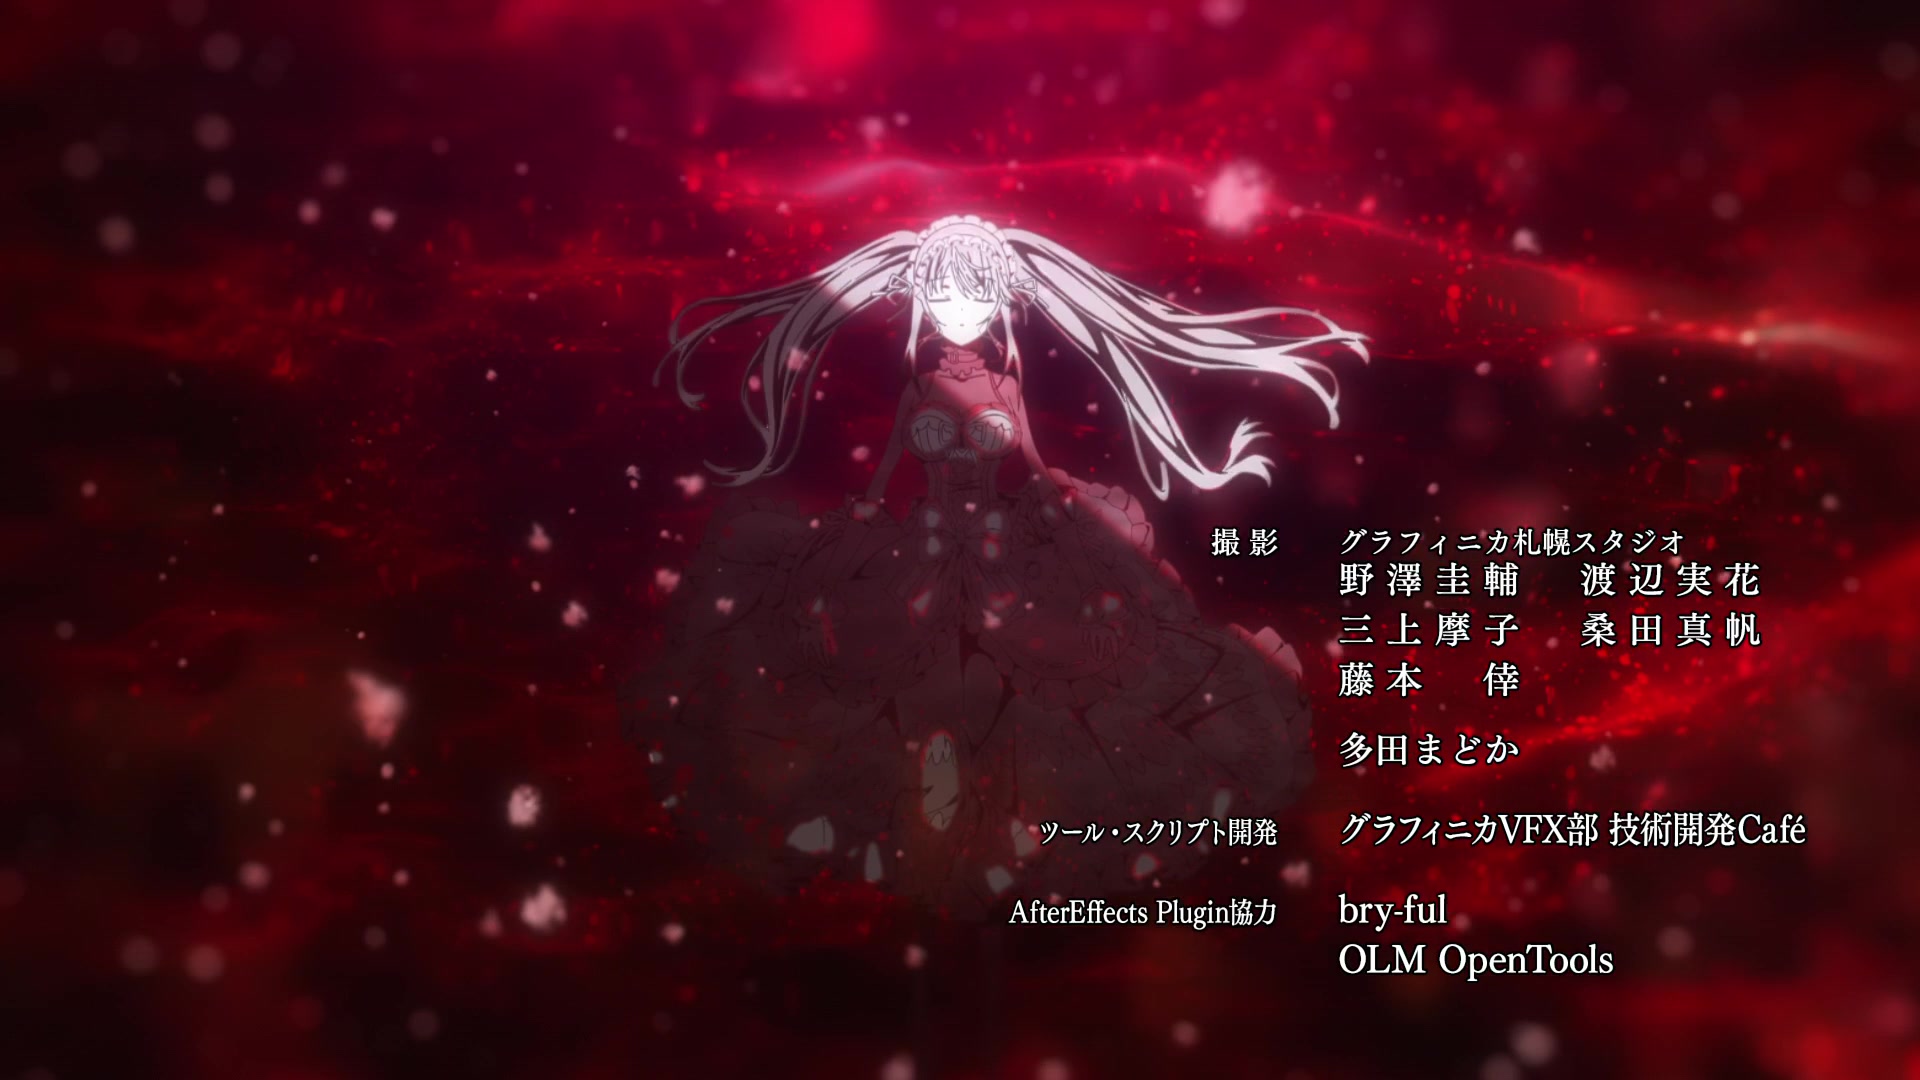 撮影 グラフィニカ札幌スタジオ
野澤圭輔 渡辺実花
三上摩子 桑田真帆
藤本 倖
多田まどか
ツール・スクリプト開発 グラフィニカVFX部 技術開発Café
AfterEffects Plugin協力 bry-ful
OLM OpenTools